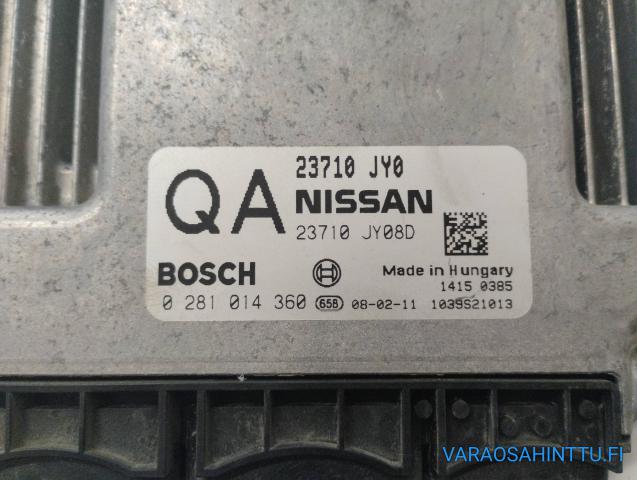 QA
23710 JY0
NISSAN
23710 JY08D
BOSCH
Made in Hungary
1415 0385
0 281 014 360 658 08-02-11 1039S21013
VARAOSAHINTTU.FI